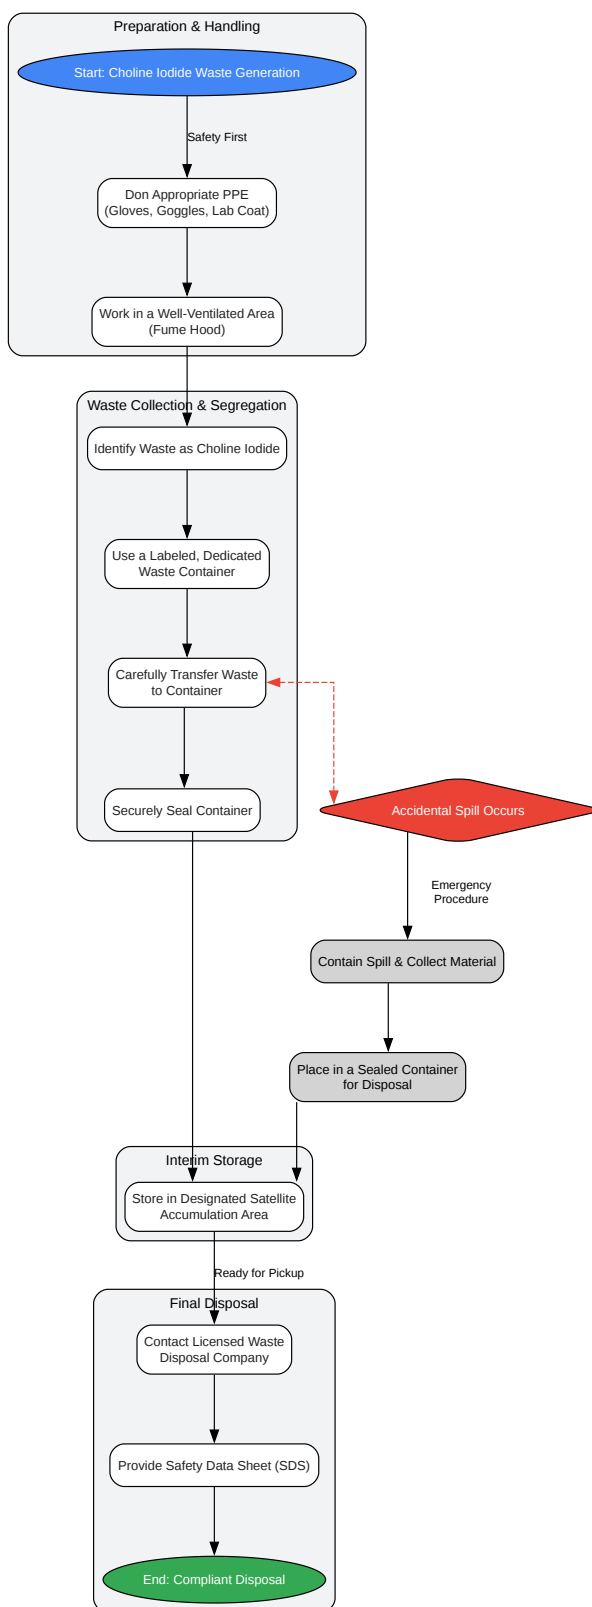 Preparation & Handling
Start: Choline Iodide Waste Generation
Safety First
Don Appropriate PPE
(Gloves, Goggles, Lab Coat)
Work in a Well-Ventilated Area
(Fume Hood)
Waste Collection & Segregation
Identify Waste as Choline Iodide
Use a Labeled, Dedicated
Waste Container
Carefully Transfer Waste
to Container
Securely Seal Container
Accidental Spill Occurs
Emergency
Procedure
Contain Spill & Collect Material
Place in a Sealed Container
for Disposal
Interim Storage
Store in Designated Satellite
Accumulation Area
Ready for Pickup
Final Disposal
Contact Licensed Waste
Disposal Company
Provide Safety Data Sheet (SDS)
End: Compliant Disposal